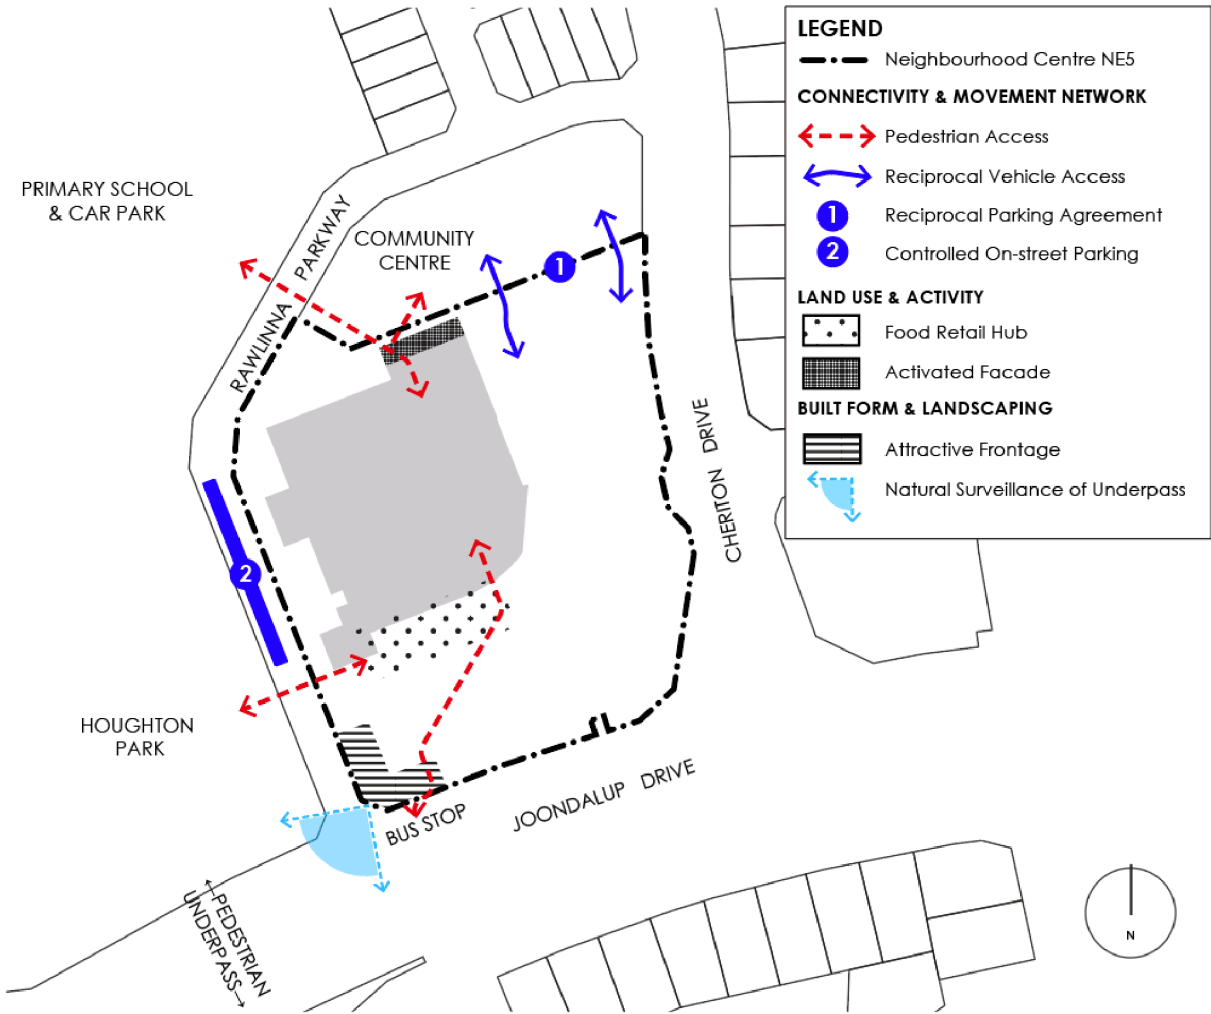 LEGEND
Neighbourhood Centre NE5
CONNECTIVITY & MOVEMENT NETWORK
Pedestrian Access
Reciprocal Vehicle Access
1 Reciprocal Parking Agreement
2 Controlled On-street Parking
LAND USE & ACTIVITY
Food Retail Hub
Activated Facade
BUILT FORM & LANDSCAPING
Attractive Frontage
Natural Surveillance of Underpass
PRIMARY SCHOOL
& CAR PARK
RAWLINNA PARKWAY
COMMUNITY
CENTRE
1
CHERITON DRIVE
2
HOUGHTON
PARK
BUS STOP
JOONDALUP DRIVE
PEDESTRIAN
UNDERPASS
N